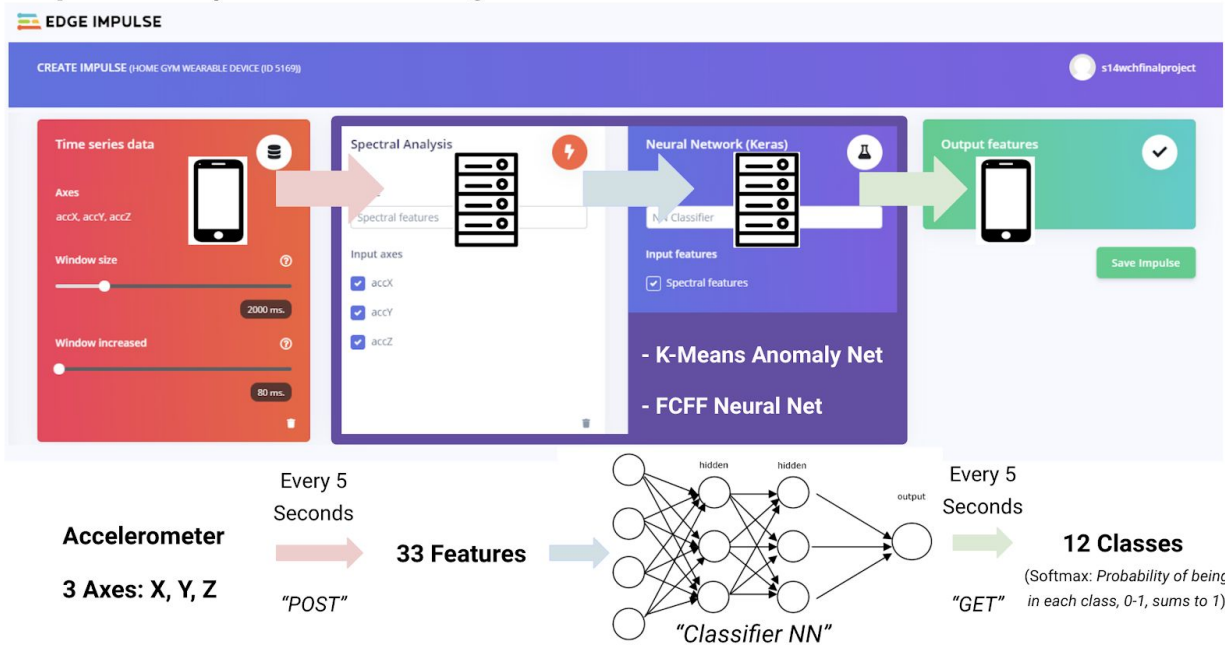 EDGE IMPULSE
CREATE IMPULSE (HOME GYM WEARABLE DEVICE (ID 5169))
s14wchfinalproject
Time series data
Axes
accX, accY, accZ
Window size
2000 ms.
Window increased
80 ms.
Spectral Analysis
Spectral features
Input axes
accX
accY
accZ
Neural Network (Keras)
Classifier
Input features
Spectral features
- K-Means Anomaly Net
- FCFF Neural Net
Output features
Save Impulse
Accelerometer
3 Axes: X, Y, Z
Every 5
Seconds
"POST"
33 Features
hidden
hidden
output
"Classifier NN"
Every 5
Seconds
"GET"
12 Classes
(Softmax: Probability of being
in each class, 0-1, sums to 1)